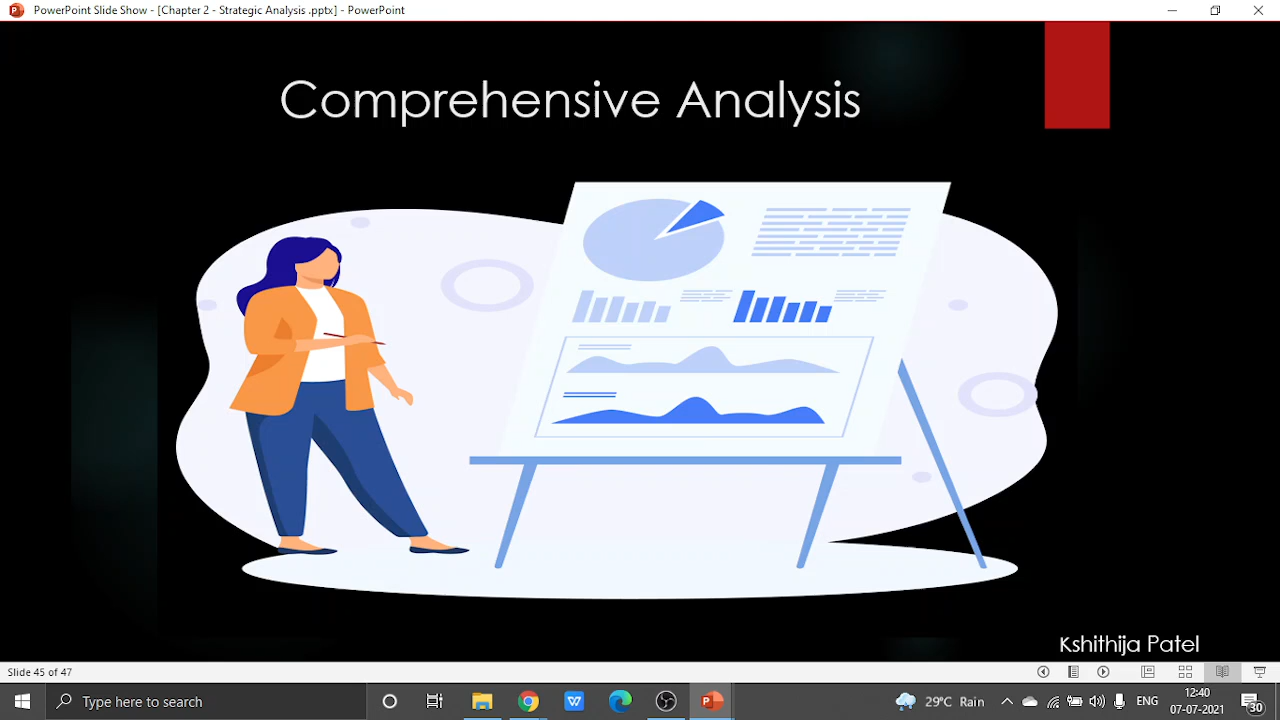 PowerPoint Slide Show - [Chapter 2 - Strategic Analysis .pptx] - PowerPoint
Comprehensive Analysis
Kshithija Patel
Slide 45 of 47
Type here to search
29°C Rain
ENG
12:40
07-07-2021
30